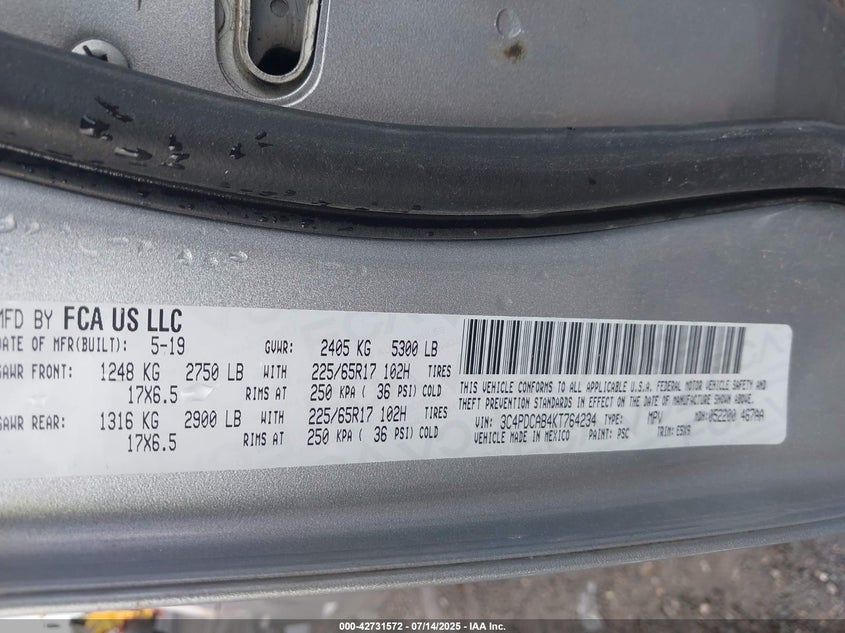 MFD BY FCA US LLC
DATE OF MFR(BUILT): 5-19 GVWR: 2405 KG 5300 LB
GAWR FRONT: 1248 KG 2750 LB WITH 225/65R17 102H TIRES
17X6.5 RIMS AT 250 KPA ( 36 PSI) COLD
GAWR REAR: 1316 KG 2900 LB WITH 225/65R17 102H TIRES
17X6.5 RIMS AT 250 KPA ( 36 PSI) COLD
THIS VEHICLE CONFORMS TO ALL APPLICABLE U.S.A. FEDERAL MOTOR VEHICLE SAFETY AND
THEFT PREVENTION STANDARDS IN EFFECT ON THE DATE OF MANUFACTURE SHOWN ABOVE.
VIN: 3C4PDCAB4KT764234 TYPE: MPV MDH: 052200 467AA
VEHICLE MADE IN MEXICO PAINT: PSC TRIM:
000-42731572 - 07/14/2025 - IAA Inc.